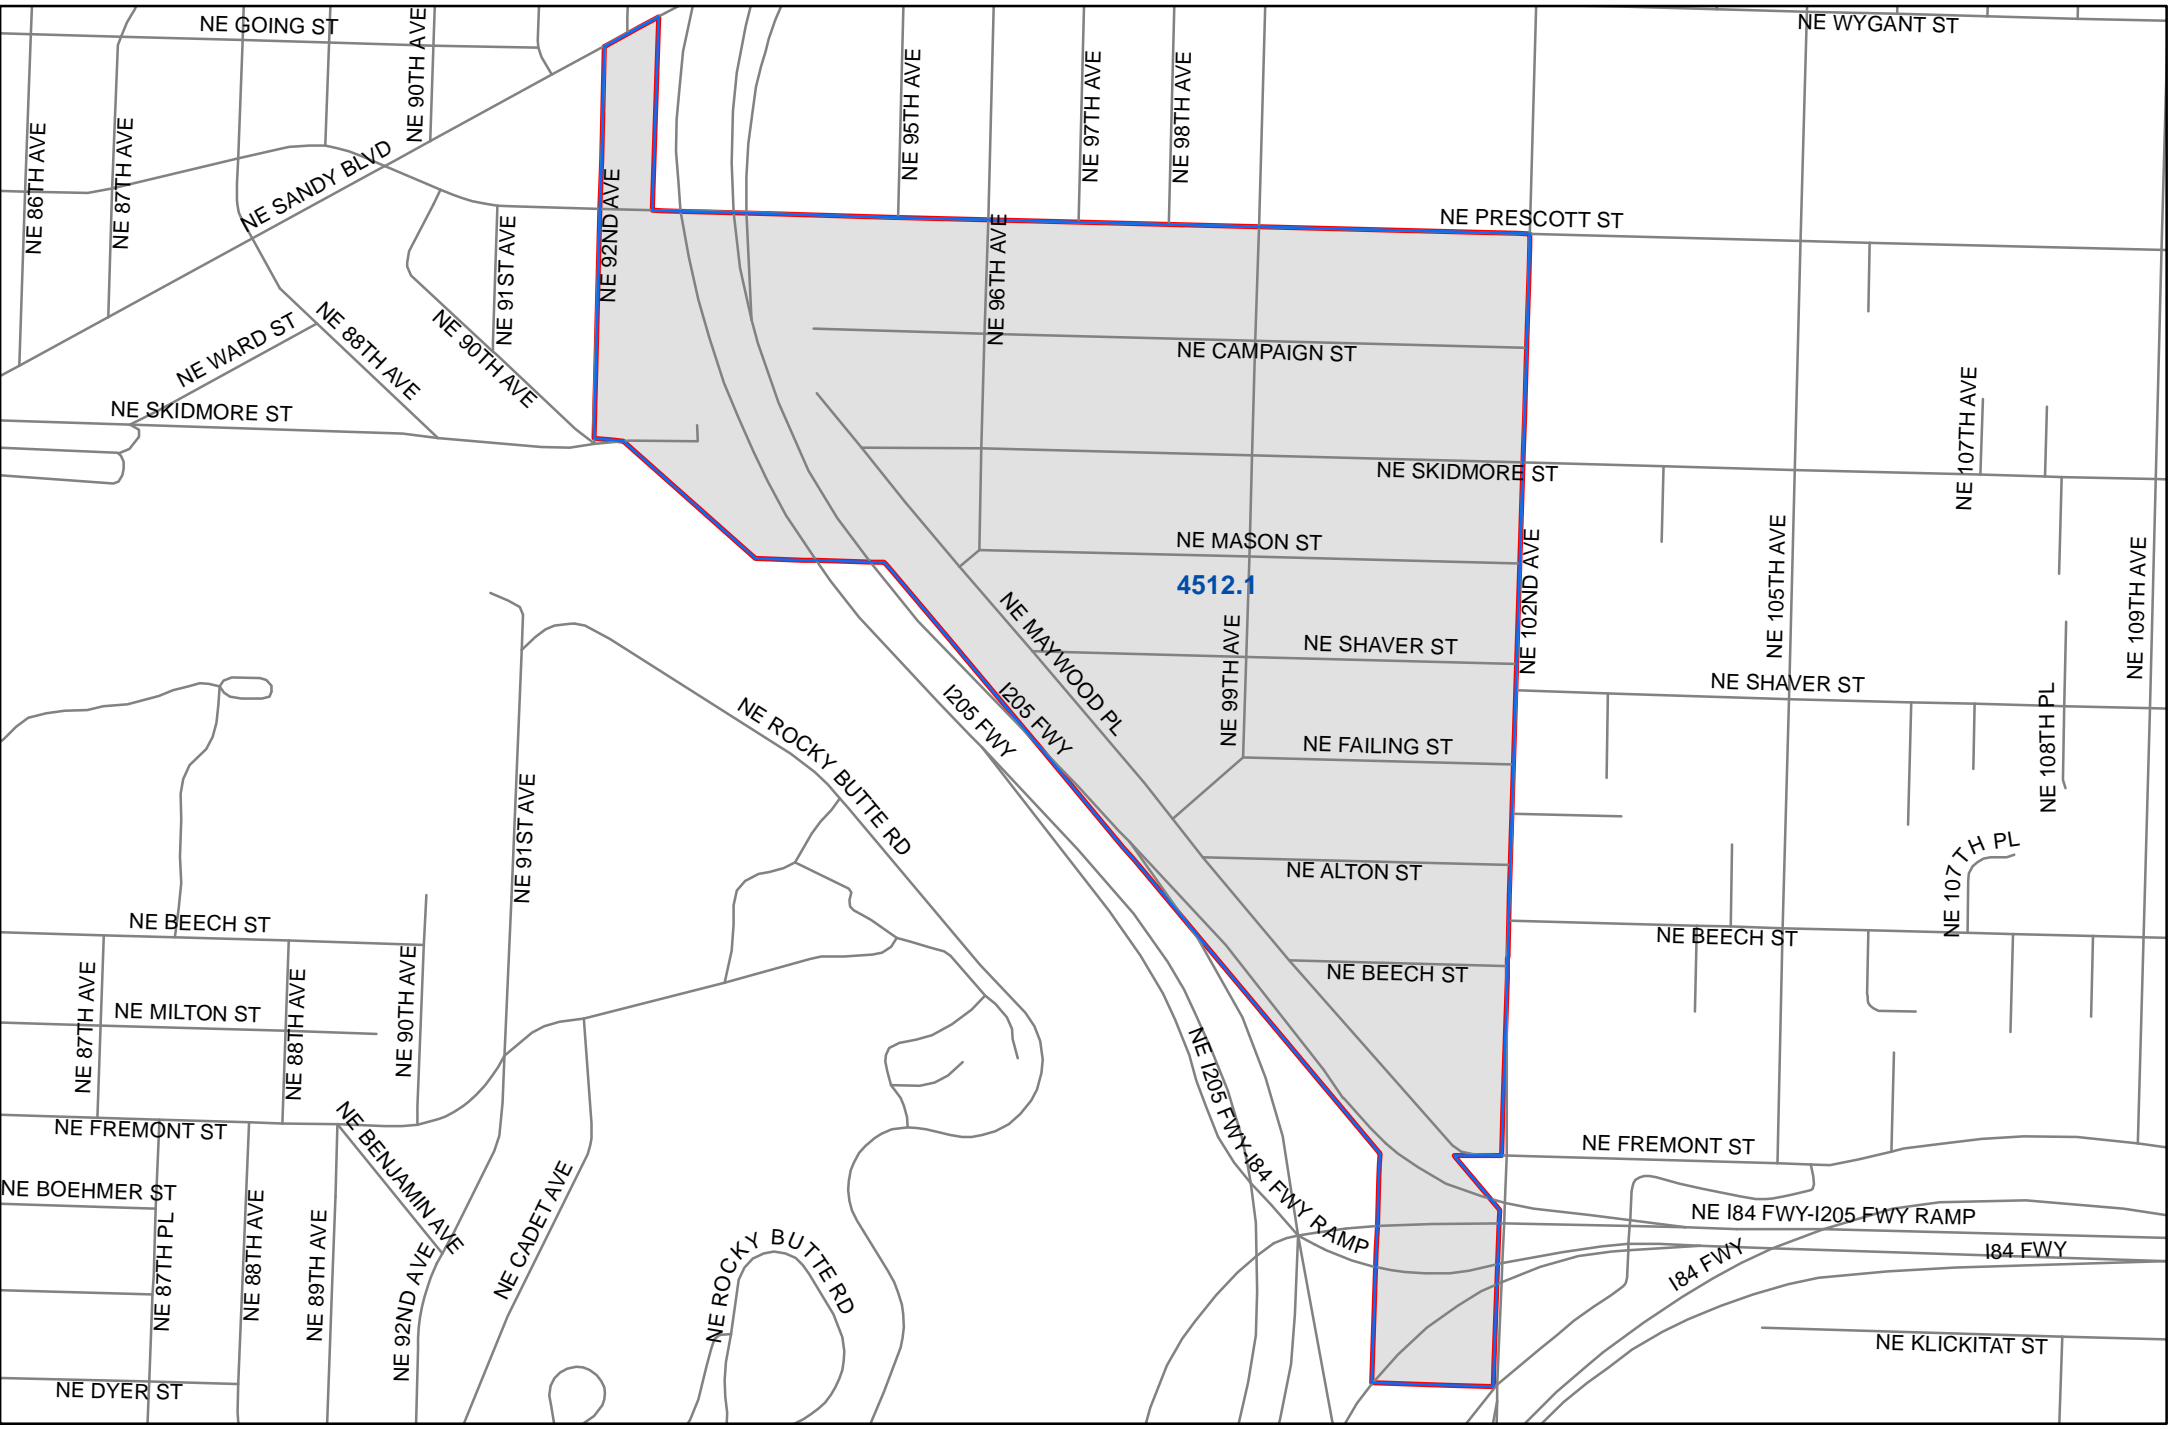 NE GOING ST
NE WYGANT ST
NE 90TH AVE
NE 86TH AVE
NE 87TH AVE
NE SANDY BLVD
NE 92ND AVE
NE 95TH AVE
NE 97TH AVE
NE 98TH AVE
NE PRESCOTT ST
NE 91ST AVE
NE 96TH AVE
NE WARD ST
NE 88TH AVE
NE 90TH AVE
NE CAMPAIGN ST
NE SKIDMORE ST
NE SKIDMORE ST
NE 107TH AVE
NE MASON ST
4512.1
NE 102ND AVE
NE 105TH AVE
NE 109TH AVE
NE MAYWOOD PL
NE SHAVER ST
NE 99TH AVE
NE SHAVER ST
NE 108TH PL
I205 FWY
I205 FWY
NE ROCKY BUTTE RD
NE FAILING ST
NE 91ST AVE
NE ALTON ST
NE 107TH PL
NE BEECH ST
NE BEECH ST
NE BEECH ST
NE 87TH AVE
NE 88TH AVE
NE 90TH AVE
NE MILTON ST
NE I205 FWY-I84 FWY RAMP
NE FREMONT ST
NE BENJAMIN AVE
NE FREMONT ST
NE BOEHMER ST
NE 87TH PL
NE 88TH AVE
NE 89TH AVE
NE 92ND AVE
NE CADET AVE
NE ROCKY BUTTE RD
NE I84 FWY-I205 FWY RAMP
I84 FWY
I84 FWY
NE KLICKITAT ST
NE DYER ST